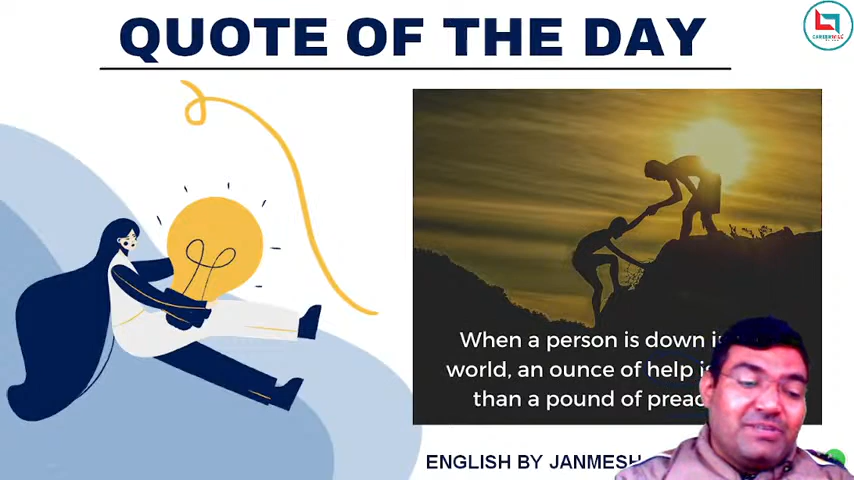 QUOTE OF THE DAY
CAREERWILL
When a person is down
world, an ounce of help
than a pound of
ENGLISH BY JANMESH